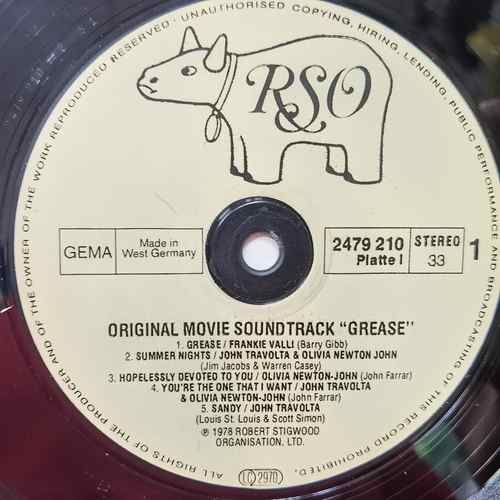 ALL RIGHTS OF THE PRODUCER AND OF THE OWNER OF THE WORK REPRODUCED RESERVED. UNAUTHORISED COPYING, HIRING, LENDING, PUBLIC PERFORMANCE AND BROADCASTING OF THIS RECORD PROHIBITED.
RSO
GEMA
Made in
West Germany
2479 210
Platte I
STEREO
33
1
ORIGINAL MOVIE SOUNDTRACK "GREASE"
1. GREASE / FRANKIE VALLI (Barry Gibb)
2. SUMMER NIGHTS / JOHN TRAVOLTA & OLIVIA NEWTON JOHN
(Jim Jacobs & Warren Casey)
3. HOPELESSLY DEVOTED TO YOU / OLIVIA NEWTON-JOHN (John Farrar)
4. YOU'RE THE ONE THAT I WANT / JOHN TRAVOLTA
& OLIVIA NEWTON-JOHN (John Farrar)
5. SANDY / JOHN TRAVOLTA
(Louis St. Louis & Scott Simon)
℗ 1978 ROBERT STIGWOOD
ORGANISATION, LTD.
LC 2970